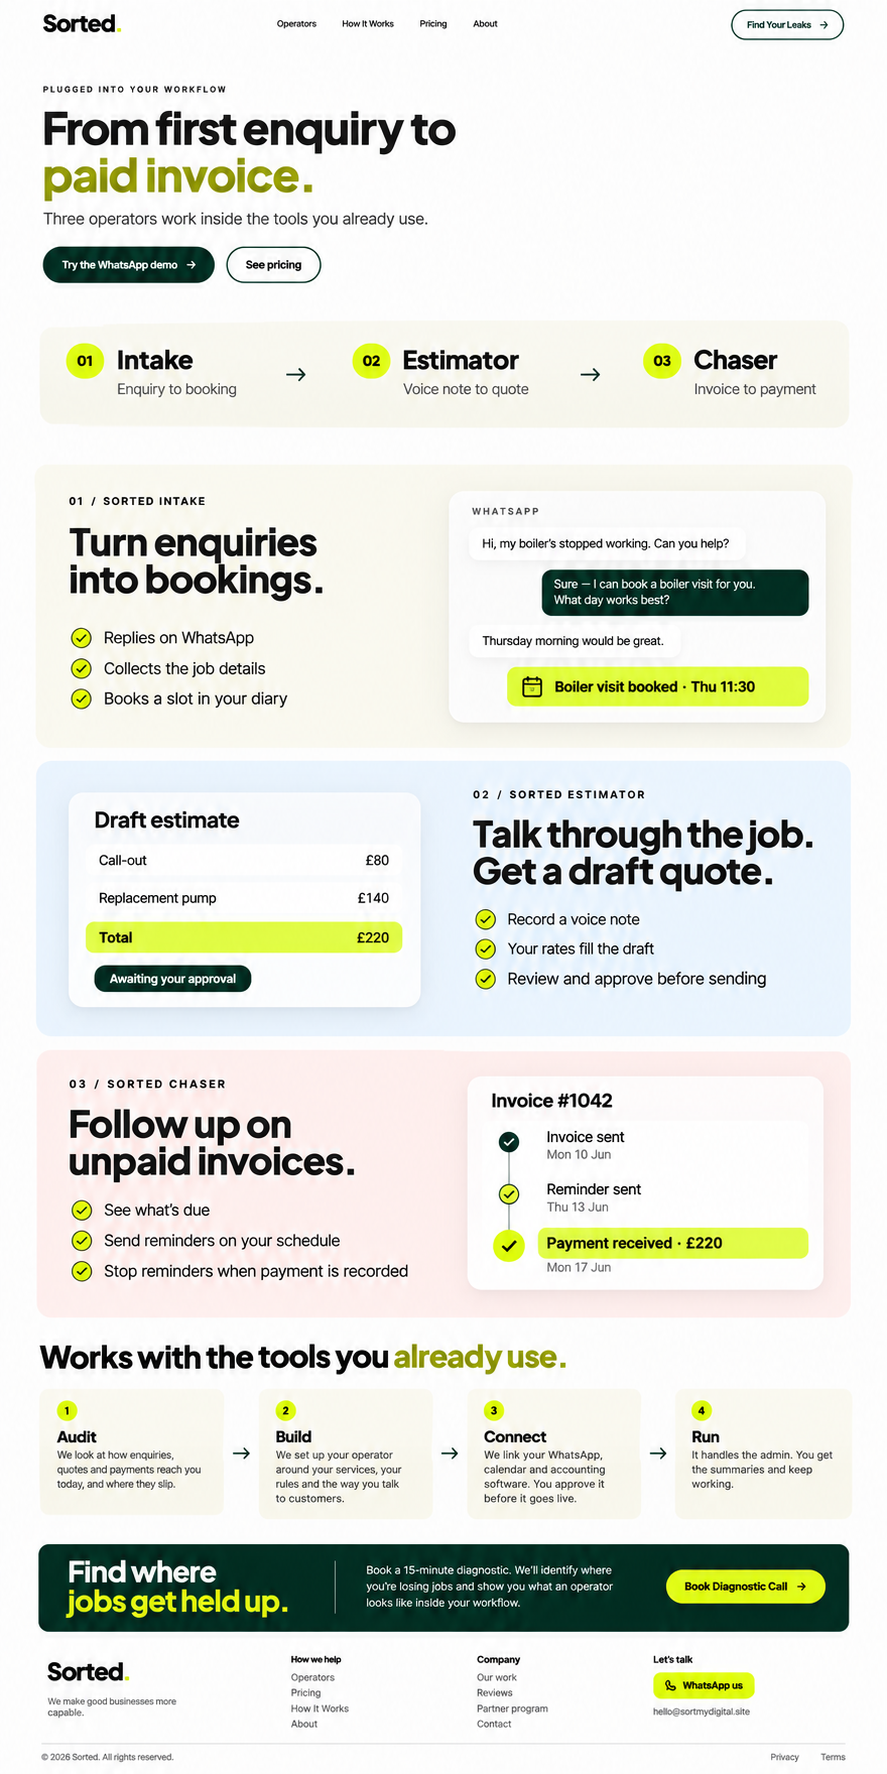 Sorted.
Operators
How It Works
Pricing
About
Find Your Leaks →
PLUGGED INTO YOUR WORKFLOW
From first enquiry to
paid invoice.
Three operators work inside the tools you already use.
Try the WhatsApp demo →
See pricing
01 Intake
Enquiry to booking
→
02 Estimator
Voice note to quote
→
03 Chaser
Invoice to payment
01 / SORTED INTAKE
Turn enquiries
into bookings.
Replies on WhatsApp
Collects the job details
Books a slot in your diary
WHATSAPP
Hi, my boiler's stopped working. Can you help?
Sure – I can book a boiler visit for you.
What day works best?
Thursday morning would be great.
Boiler visit booked · Thu 11:30
Draft estimate
Call-out £80
Replacement pump £140
Total £220
Awaiting your approval
02 / SORTED ESTIMATOR
Talk through the job.
Get a draft quote.
Record a voice note
Your rates fill the draft
Review and approve before sending
03 / SORTED CHASER
Follow up on
unpaid invoices.
See what's due
Send reminders on your schedule
Stop reminders when payment is recorded
Invoice #1042
Invoice sent
Mon 10 Jun
Reminder sent
Thu 13 Jun
Payment received · £220
Mon 17 Jun
Works with the tools you already use.
1
Audit
We look at how enquiries,
quotes and payments reach you
today, and where they slip.
→
2
Build
We set up your operator
around your services, your
rules and the way you talk
to customers.
→
3
Connect
We link your WhatsApp,
calendar and accounting
software. You approve it
before it goes live.
→
4
Run
It handles the admin. You get
the summaries and keep
working.
Find where
jobs get held up.
Book a 15-minute diagnostic. We'll identify where
you're losing jobs and show you what an operator
looks like inside your workflow.
Book Diagnostic Call →
Sorted.
We make good businesses more
capable.
How we help
Operators
Pricing
How It Works
About
Company
Our work
Reviews
Partner program
Contact
Let's talk
WhatsApp us
hello@sortmydigital.site
© 2026 Sorted. All rights reserved.
Privacy
Terms